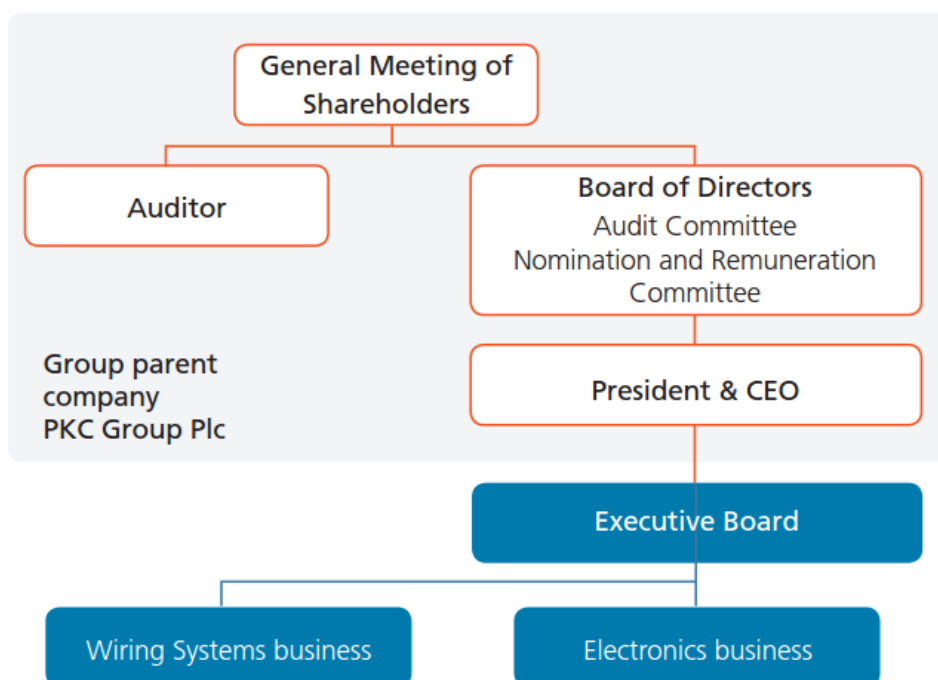 General Meeting of
Shareholders
Auditor
Board of Directors
Audit Committee
Nomination and Remuneration
Committee
Group parent
company
PKC Group Plc
President & CEO
Executive Board
Wiring Systems business
Electronics business